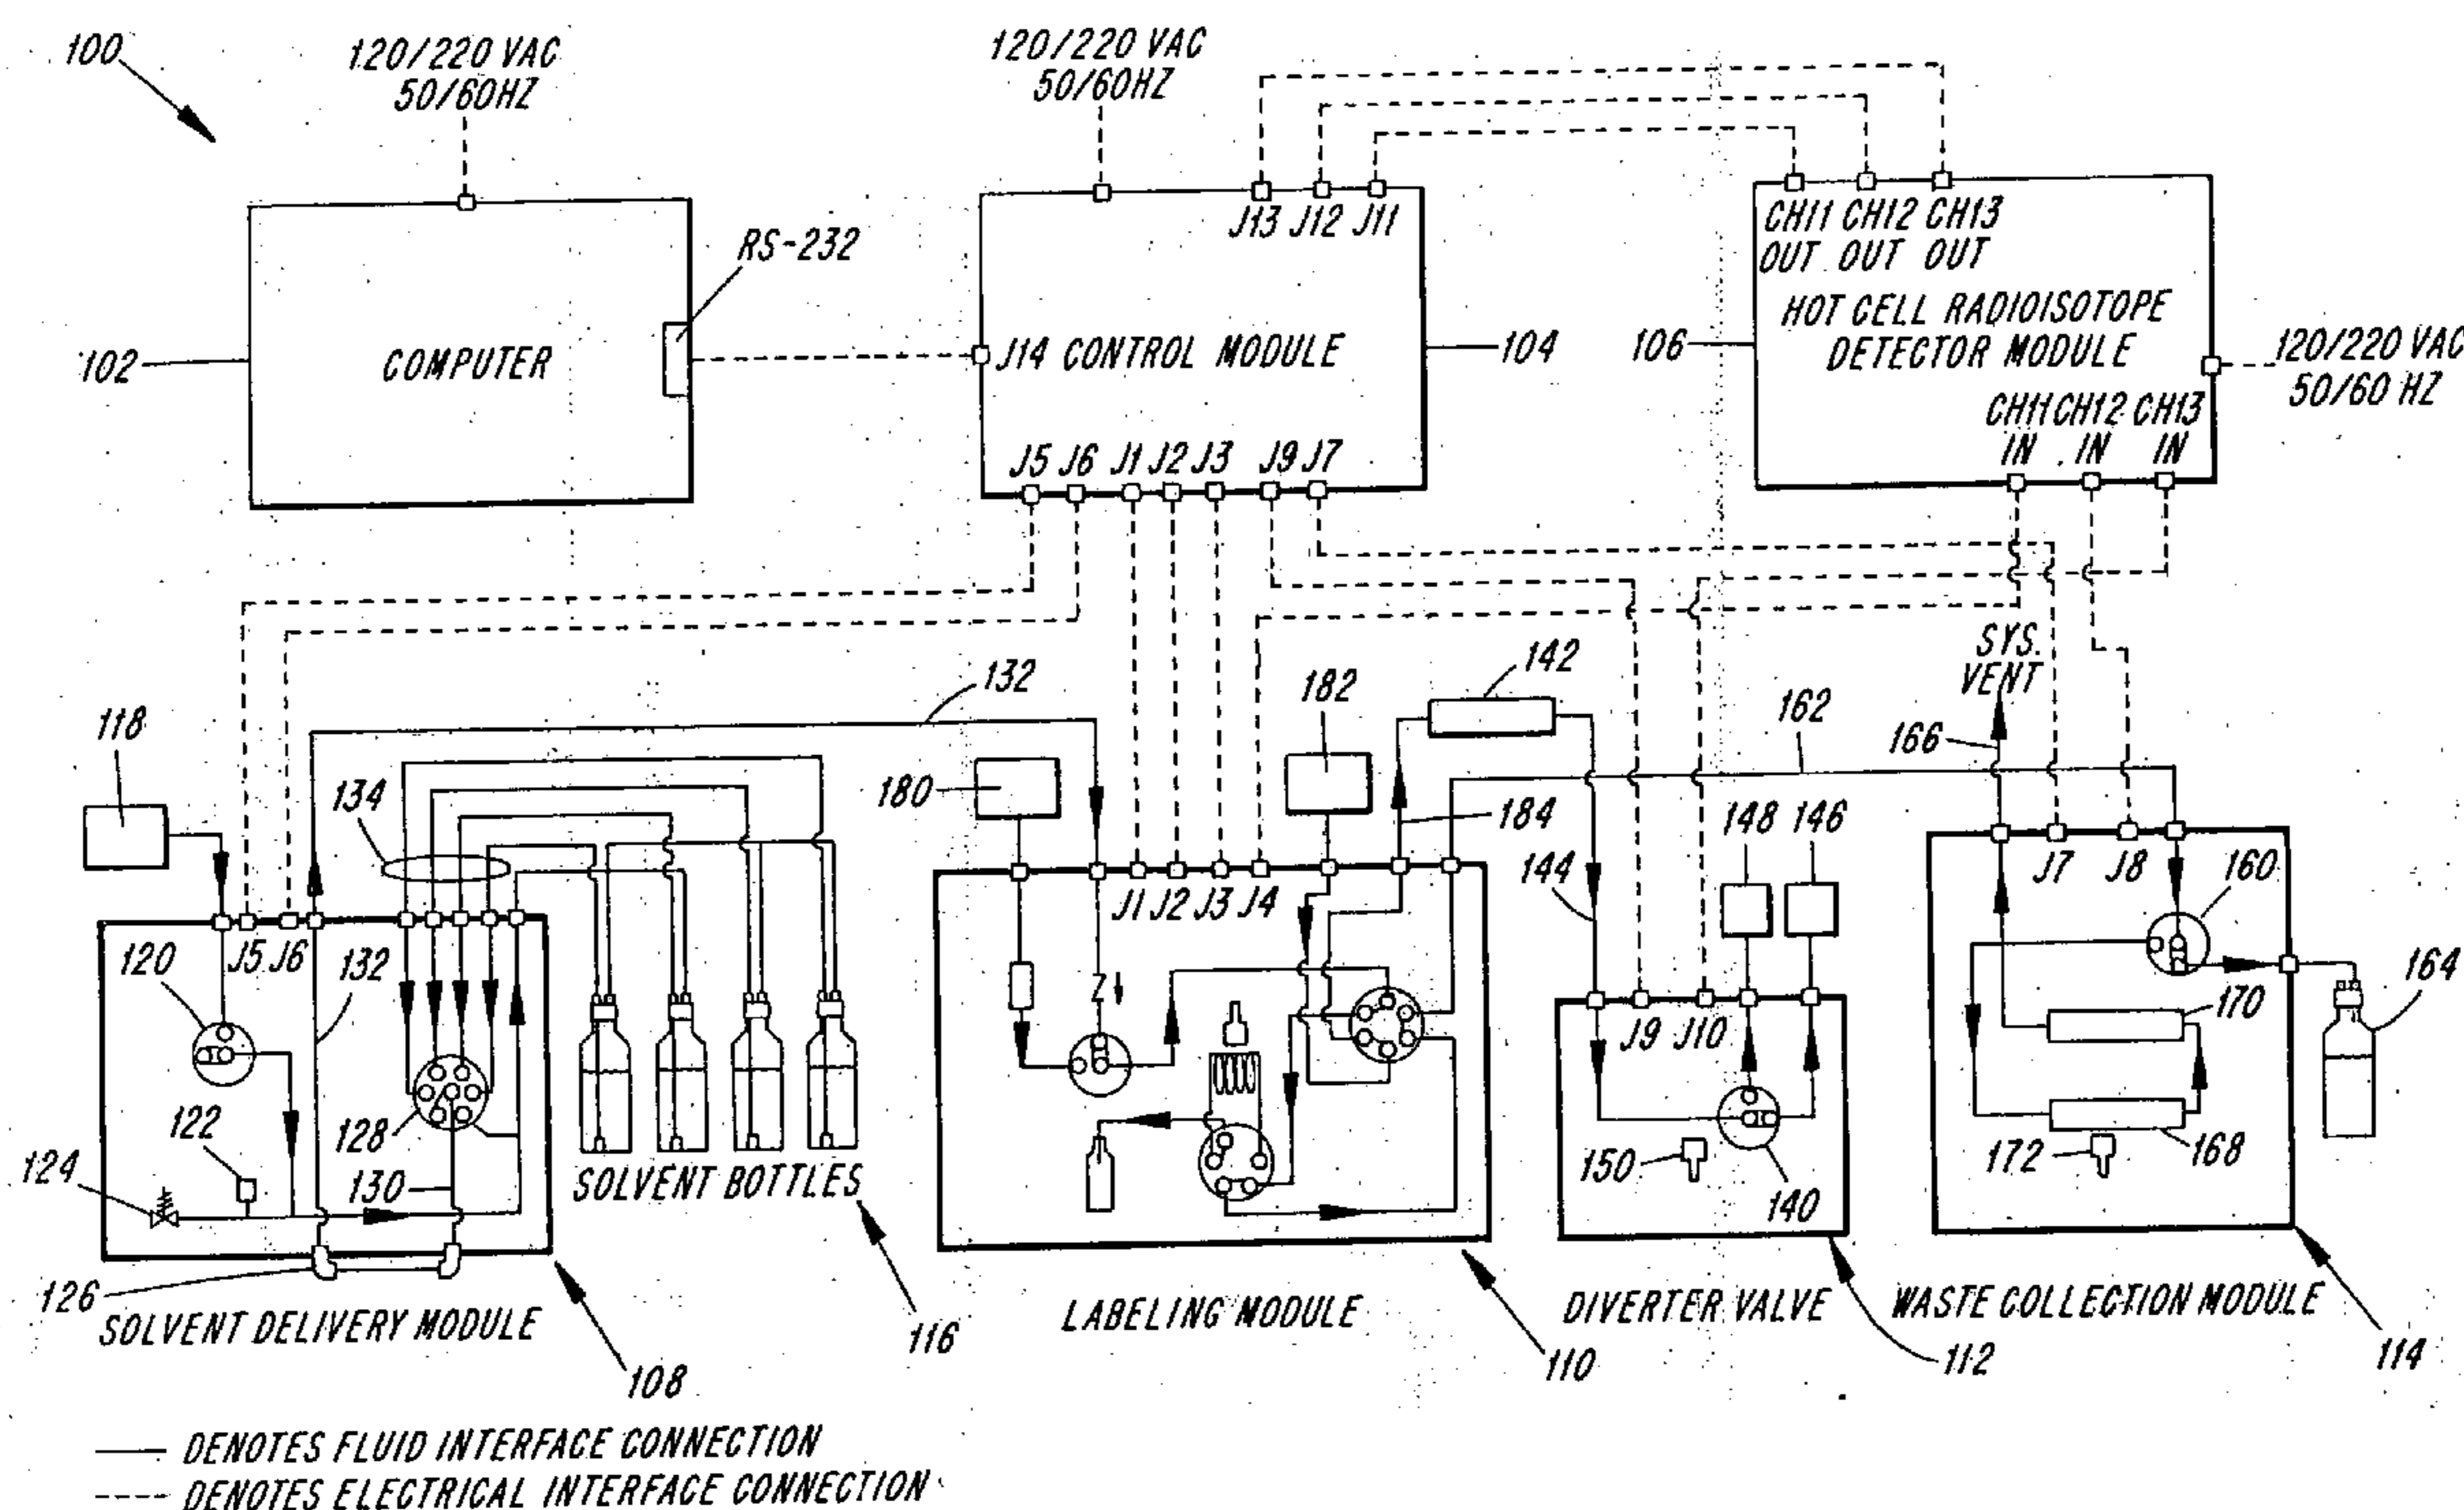 100
120/220 VAC
50/60HZ
120/220 VAC
50/60HZ
J13 J12 J11
CH11 CH12 CH13
OUT OUT OUT
RS-232
HOT CELL RADIOISOTOPE
DETECTOR MODULE
102
COMPUTER
J14 CONTROL MODULE
104
106
120/220 VAC
50/60 HZ
CH11 CH12 CH13
IN IN IN
J5 J6 J1 J2 J3 J9 J7
SYS.
VENT
118
132
142
182
162
166
134
180
184
148 146
144
J1 J2 J3 J4
J7 J8
160
120
J5 J6
132
164
J9 J10
170
122
128
124
130
SOLVENT BOTTLES
150
140
172
168
126
SOLVENT DELIVERY MODULE
LABELING MODULE
DIVERTER VALVE
WASTE COLLECTION MODULE
116
110
112
114
108
—— DENOTES FLUID INTERFACE CONNECTION
---- DENOTES ELECTRICAL INTERFACE CONNECTION